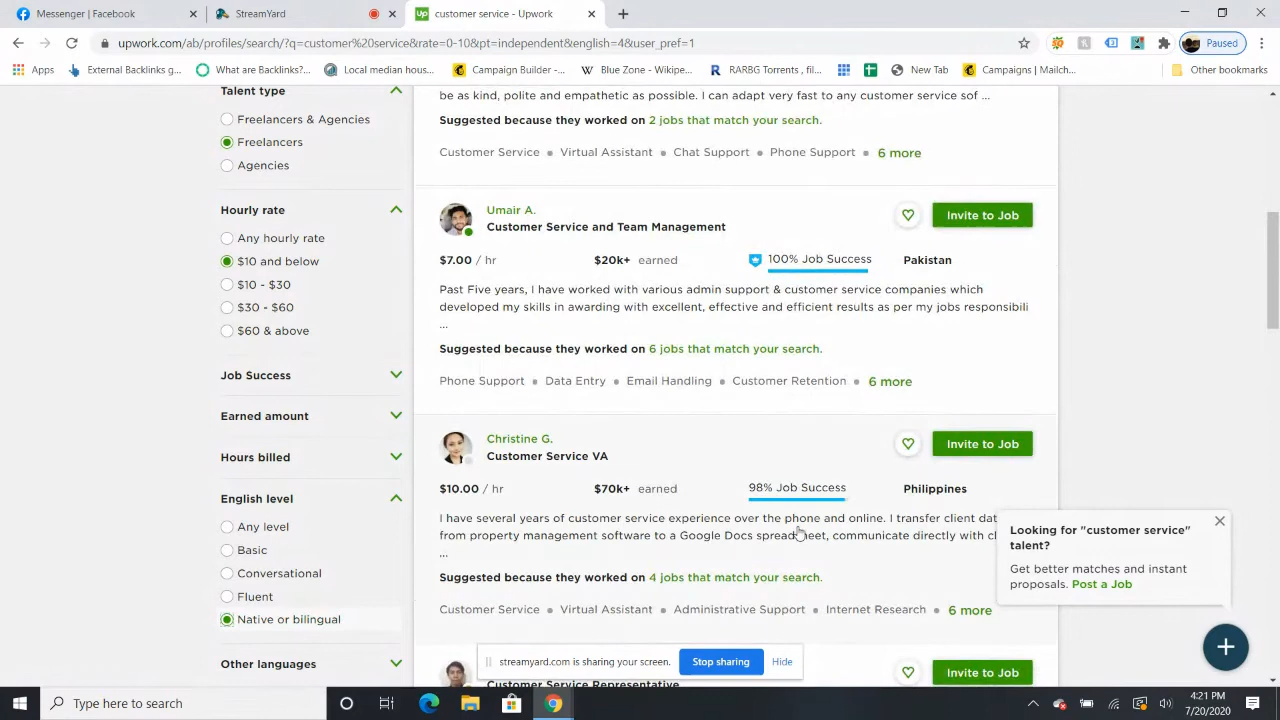 Messenger | Facebook
StreamYard
customer service - Upwork
upwork.com/ab/profiles/search/?q=customer%20service&rate=0-10&pt=independent&english=4&user_pref=1
Paused
Apps
External Backlinks g...
What are Backlinks?...
Local median hous...
Campaign Builder -...
Blue Zone - Wikipe...
RARBG Torrents , fil...
New Tab
Campaigns | Mailch...
Other bookmarks
Talent type
Freelancers & Agencies
Freelancers
Agencies
Hourly rate
Any hourly rate
$10 and below
$10 - $30
$30 - $60
$60 & above
Job Success
Earned amount
Hours billed
English level
Any level
Basic
Conversational
Fluent
Native or bilingual
Other languages
be as kind, polite and empathetic as possible. I can adapt very fast to any customer service sof ...
Suggested because they worked on 2 jobs that match your search.
Customer Service Virtual Assistant Chat Support Phone Support 6 more
Umair A.
Customer Service and Team Management
Invite to Job
$7.00 / hr $20k+ earned 100% Job Success Pakistan
Past Five years, I have worked with various admin support & customer service companies which
developed my skills in awarding with excellent, effective and efficient results as per my jobs responsibili
...
Suggested because they worked on 6 jobs that match your search.
Phone Support Data Entry Email Handling Customer Retention 6 more
Christine G.
Customer Service VA
Invite to Job
$10.00 / hr $70k+ earned 98% Job Success Philippines
I have several years of customer service experience over the phone and online. I transfer client dat
from property management software to a Google Docs spreadsheet, communicate directly with cl
...
Suggested because they worked on 4 jobs that match your search.
Customer Service Virtual Assistant Administrative Support Internet Research 6 more
Customer Service Representative
Invite to Job
Looking for "customer service"
talent?
Get better matches and instant
proposals. Post a Job
streamyard.com is sharing your screen.
Stop sharing
Hide
Type here to search
4:21 PM
7/20/2020